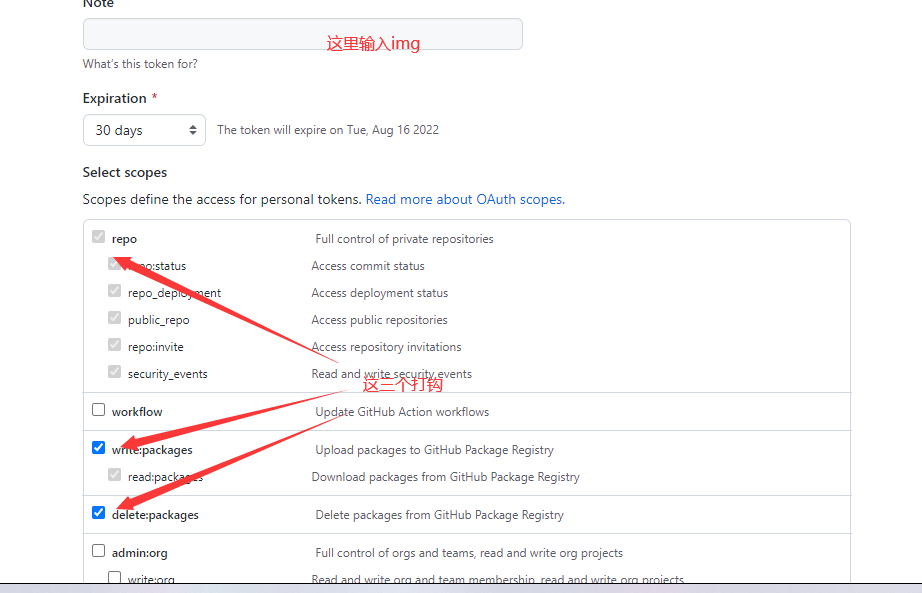 Note
这里输入img
What's this token for?
Expiration *
30 days The token will expire on Tue, Aug 16 2022
Select scopes
Scopes define the access for personal tokens. Read more about OAuth scopes.
repo Full control of private repositories
repo:status Access commit status
repo_deployment Access deployment status
public_repo Access public repositories
repo:invite Access repository invitations
security_events Read and write security events
这三个打钩
workflow Update GitHub Action workflows
write:packages Upload packages to GitHub Package Registry
read:packages Download packages from GitHub Package Registry
delete:packages Delete packages from GitHub Package Registry
admin:org Full control of orgs and teams, read and write org projects
write:org Read and write org and team membership, read and write org projects